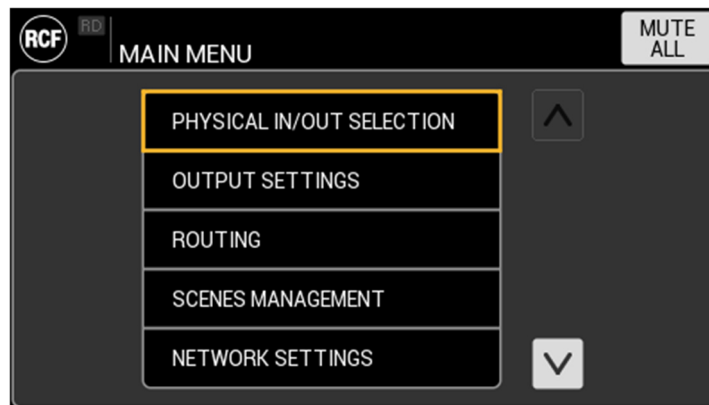 RCF
RD
MAIN MENU
MUTE
ALL
PHYSICAL IN/OUT SELECTION
OUTPUT SETTINGS
ROUTING
SCENES MANAGEMENT
NETWORK SETTINGS